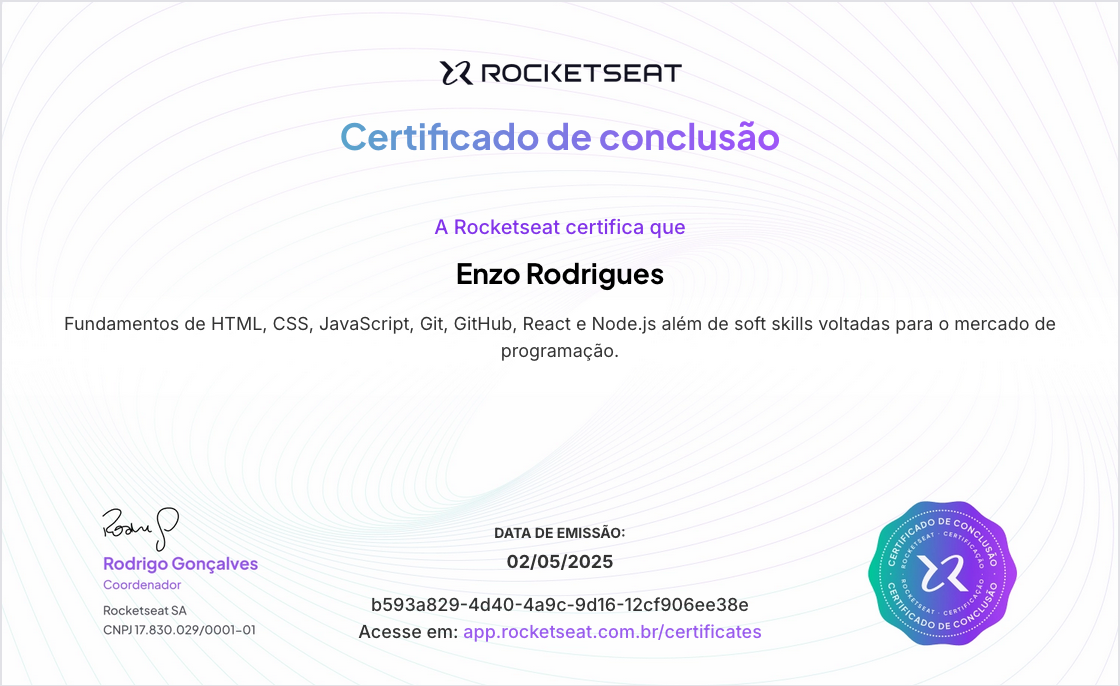 ROCKETSEAT
Certificado de conclusão
A Rocketseat certifica que
Enzo Rodrigues
Fundamentos de HTML, CSS, JavaScript, Git, GitHub, React e Node.js além de soft skills voltadas para o mercado de
programação.
Rodrigo Gonçalves
Coordenador
Rocketseat SA
CNPJ 17.830.029/0001-01
DATA DE EMISSÃO:
02/05/2025
b593a829-4d40-4a9c-9d16-12cf906ee38e
Acesse em: app.rocketseat.com.br/certificates
CERTIFICADO DE CONCLUSÃO
ROCKETSEAT · CERTIFICAÇÃO
ROCKETSEAT · CERTIFICAÇÃO
CERTIFICADO DE CONCLUSÃO